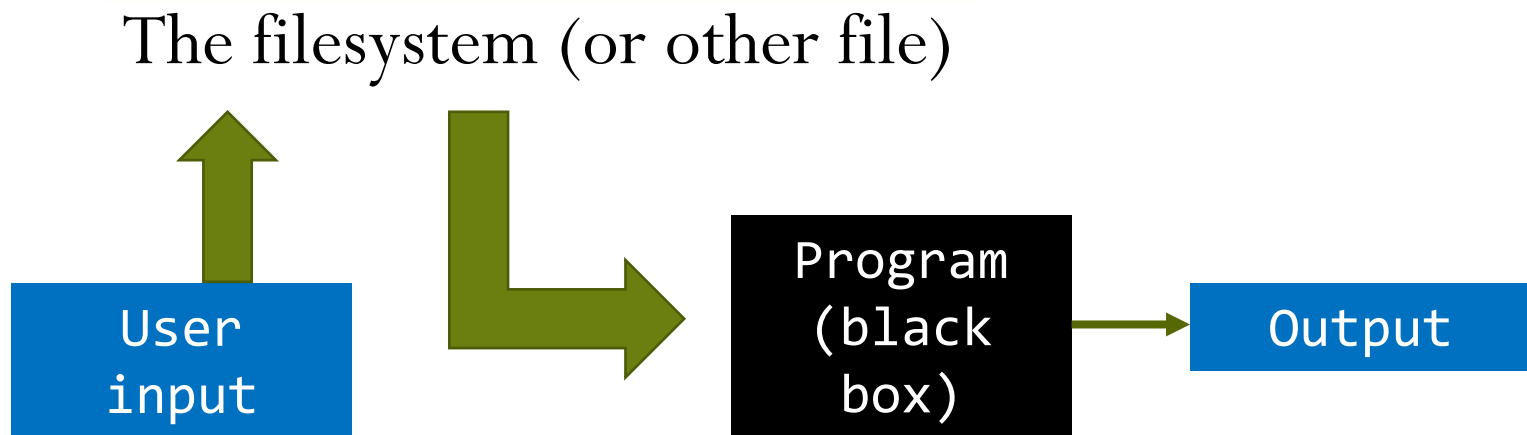 The filesystem (or other file)
User
input
Program
(black
box)
Output